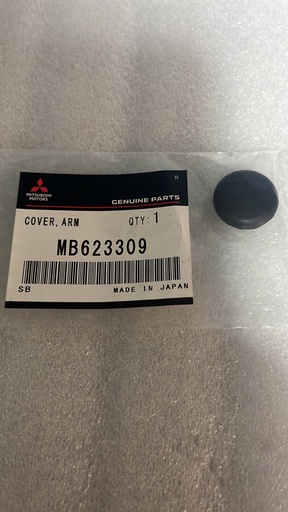 R
MITSUBISHI
MOTORS
GENUINE PARTS
COVER, ARM QTY: 1
MB623309
SB MADE IN JAPAN